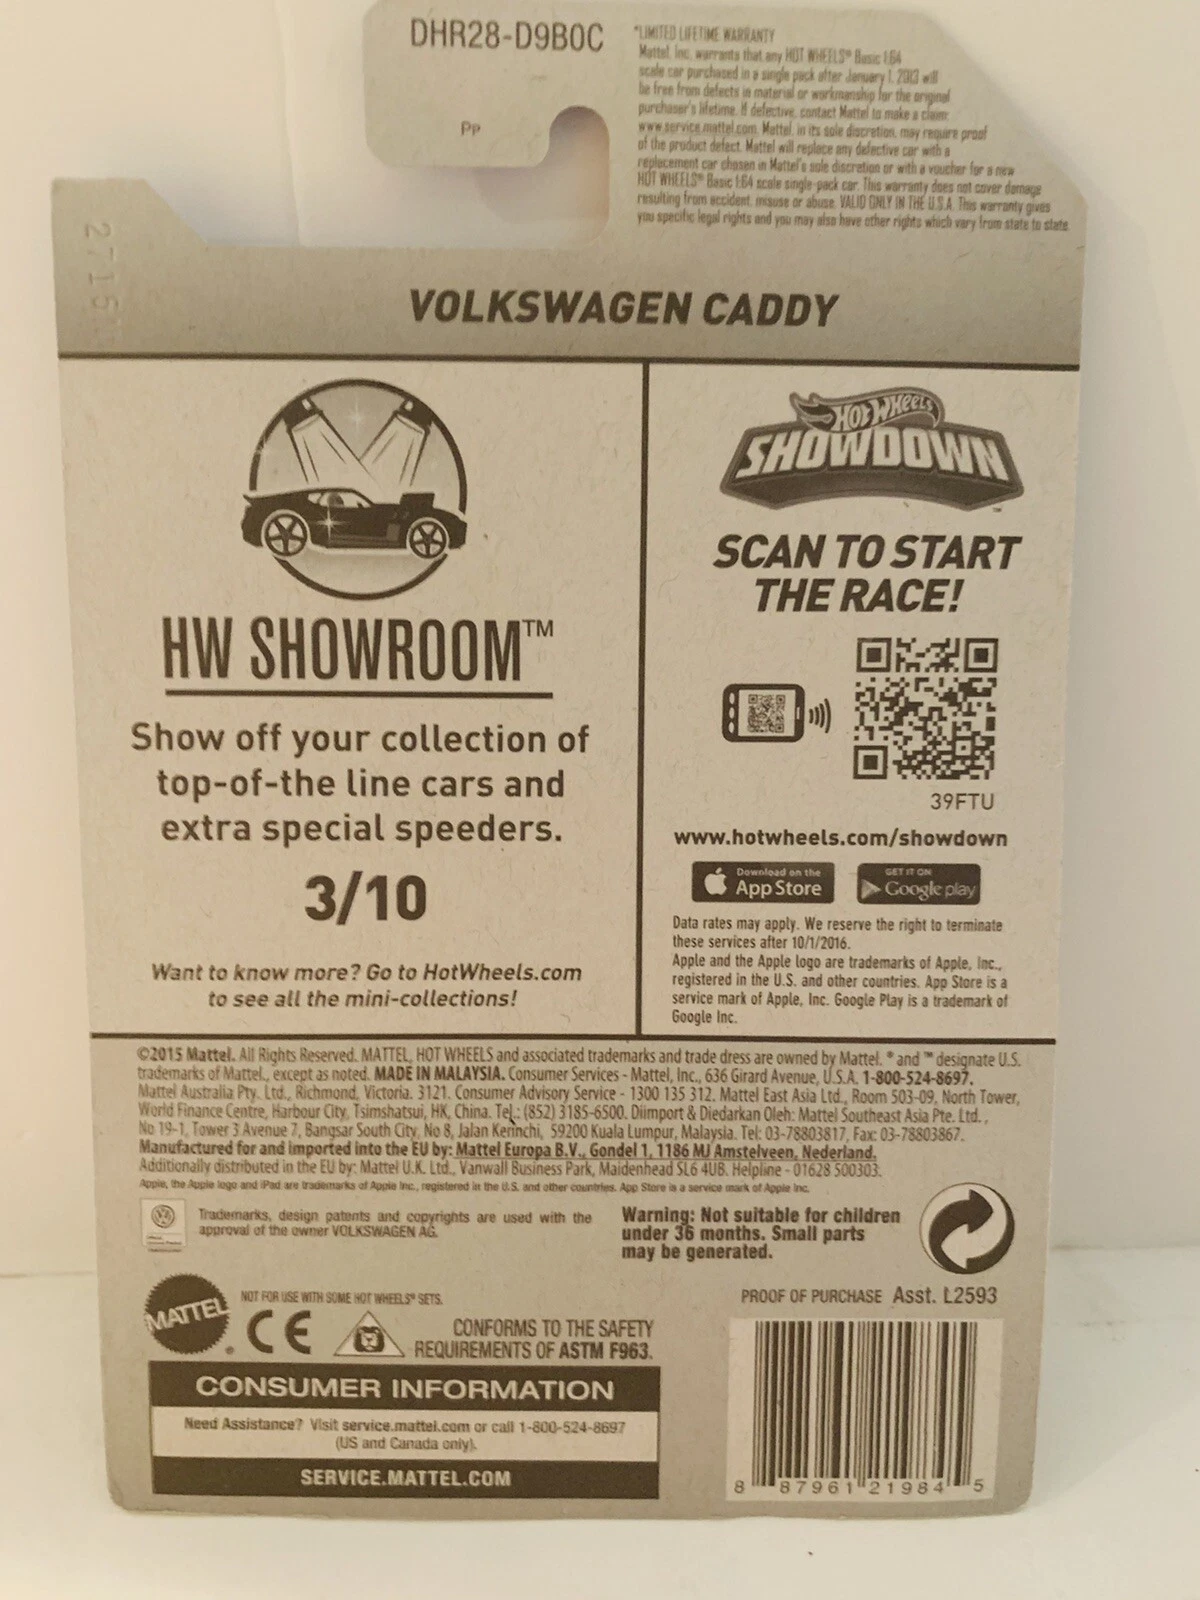 DHR28-D9B0C
Pp
*LIMITED LIFETIME WARRANTY
Mattel, Inc. warrants that any HOT WHEELS® Basic 1:64
scale car purchased in a single pack after January 1, 2013 will
be free from defects in material or workmanship for the original
purchaser's lifetime. If defective, contact Mattel to make a claim:
www.service.mattel.com. Mattel, in its sole discretion, may require proof
of the product defect. Mattel will replace any defective car with a
replacement car chosen in Mattel's sole discretion or with a voucher for a new
HOT WHEELS® Basic 1:64 scale single-pack car. This warranty does not cover damage
resulting from accident, misuse or abuse. VALID ONLY IN THE U.S.A. This warranty gives
you specific legal rights and you may also have other rights which vary from state to state.
VOLKSWAGEN CADDY
HW SHOWROOM™
Show off your collection of
top-of-the line cars and
extra special speeders.
3/10
Want to know more? Go to HotWheels.com
to see all the mini-collections!
HOT WHEELS
SHOWDOWN™
SCAN TO START
THE RACE!
39FTU
www.hotwheels.com/showdown
Download on the
App Store
GET IT ON
Google play
Data rates may apply. We reserve the right to terminate
these services after 10/1/2016.
Apple and the Apple logo are trademarks of Apple, Inc.,
registered in the U.S. and other countries. App Store is a
service mark of Apple, Inc. Google Play is a trademark of
Google Inc.
©2015 Mattel. All Rights Reserved. MATTEL, HOT WHEELS and associated trademarks and trade dress are owned by Mattel. ® and ™ designate U.S.
trademarks of Mattel, except as noted. MADE IN MALAYSIA. Consumer Services - Mattel, Inc., 636 Girard Avenue, U.S.A. 1-800-524-8697.
Mattel Australia Pty. Ltd., Richmond, Victoria. 3121. Consumer Advisory Service - 1300 135 312. Mattel East Asia Ltd., Room 503-09, North Tower,
World Finance Centre, Harbour City, Tsimshatsui, HK, China. Tel.: (852) 3185-6500. Diimport & Diedarkan Oleh: Mattel Southeast Asia Pte. Ltd.,
No 19-1, Tower 3 Avenue 7, Bangsar South City, No 8, Jalan Kerinchi, 59200 Kuala Lumpur, Malaysia. Tel: 03-78803817, Fax: 03-78803867.
Manufactured for and imported into the EU by: Mattel Europa B.V., Gondel 1, 1186 MJ Amstelveen, Nederland.
Additionally distributed in the EU by: Mattel U.K. Ltd., Vanwall Business Park, Maidenhead SL6 4UB. Helpline - 01628 500303.
Apple, the Apple logo and iPad are trademarks of Apple Inc., registered in the U.S. and other countries. App Store is a service mark of Apple Inc.
Trademarks, design patents and copyrights are used with the
approval of the owner VOLKSWAGEN AG.
Warning: Not suitable for children
under 36 months. Small parts
may be generated.
MATTEL
NOT FOR USE WITH SOME HOT WHEELS® SETS.
CE
CONFORMS TO THE SAFETY
REQUIREMENTS OF ASTM F963.
PROOF OF PURCHASE Asst. L2593
CONSUMER INFORMATION
Need Assistance? Visit service.mattel.com or call 1-800-524-8697
(US and Canada only).
SERVICE.MATTEL.COM
8 87961 21984 5